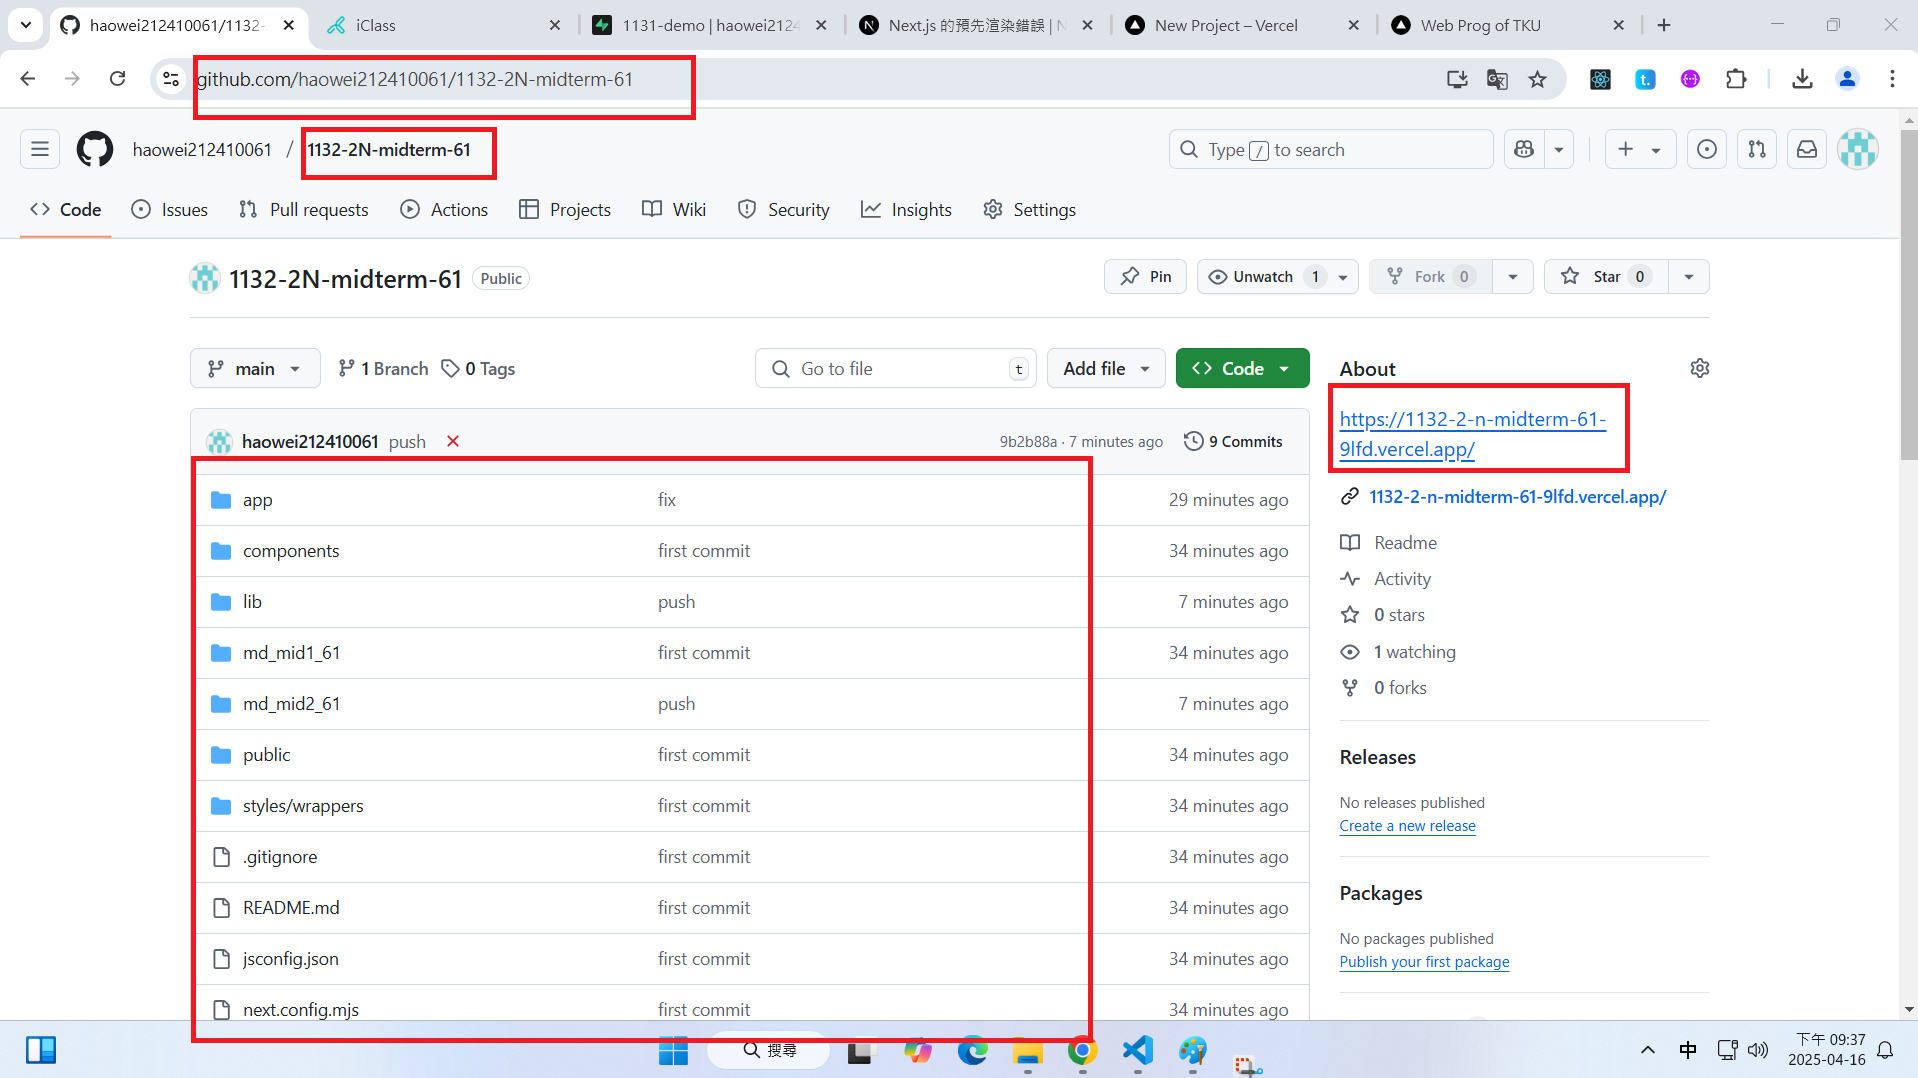 haowei212410061/1132-
iClass
1131-demo | haowei2124
Next.js 的預先渲染錯誤 | N
New Project – Vercel
Web Prog of TKU
github.com/haowei212410061/1132-2N-midterm-61
haowei212410061 / 1132-2N-midterm-61
Type / to search
Code
Issues
Pull requests
Actions
Projects
Wiki
Security
Insights
Settings
1132-2N-midterm-61 Public
Pin
Unwatch 1
Fork 0
Star 0
main
1 Branch
0 Tags
Go to file t
Add file
Code
haowei212410061 push
9b2b88a · 7 minutes ago
9 Commits
app fix 29 minutes ago
components first commit 34 minutes ago
lib push 7 minutes ago
md_mid1_61 first commit 34 minutes ago
md_mid2_61 push 7 minutes ago
public first commit 34 minutes ago
styles/wrappers first commit 34 minutes ago
.gitignore first commit 34 minutes ago
README.md first commit 34 minutes ago
jsconfig.json first commit 34 minutes ago
next.config.mjs first commit 34 minutes ago
About
https://1132-2-n-midterm-61-
9lfd.vercel.app/
1132-2-n-midterm-61-9lfd.vercel.app/
Readme
Activity
0 stars
1 watching
0 forks
Releases
No releases published
Create a new release
Packages
No packages published
Publish your first package
搜尋
中
下午 09:37
2025-04-16